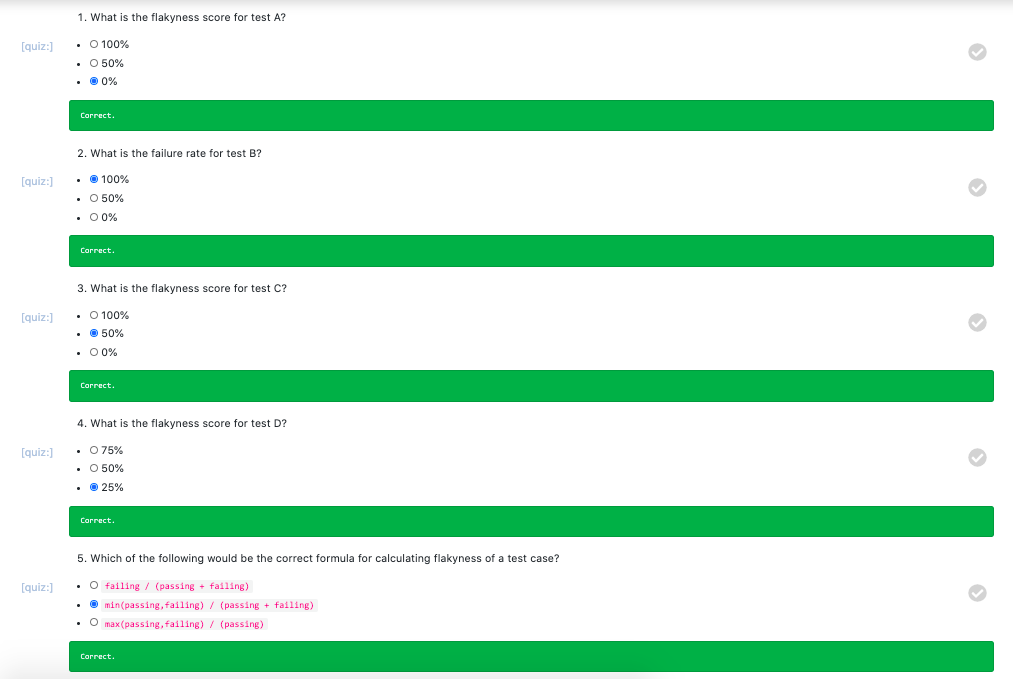 1. What is the flakyness score for test A?
[quiz:]
100%
50%
0%
Correct.
2. What is the failure rate for test B?
[quiz:]
100%
50%
0%
Correct.
3. What is the flakyness score for test C?
[quiz:]
100%
50%
0%
Correct.
4. What is the flakyness score for test D?
[quiz:]
75%
50%
25%
Correct.
5. Which of the following would be the correct formula for calculating flakyness of a test case?
[quiz:]
failing / (passing + failing)
min(passing,failing) / (passing + failing)
max(passing,failing) / (passing)
Correct.